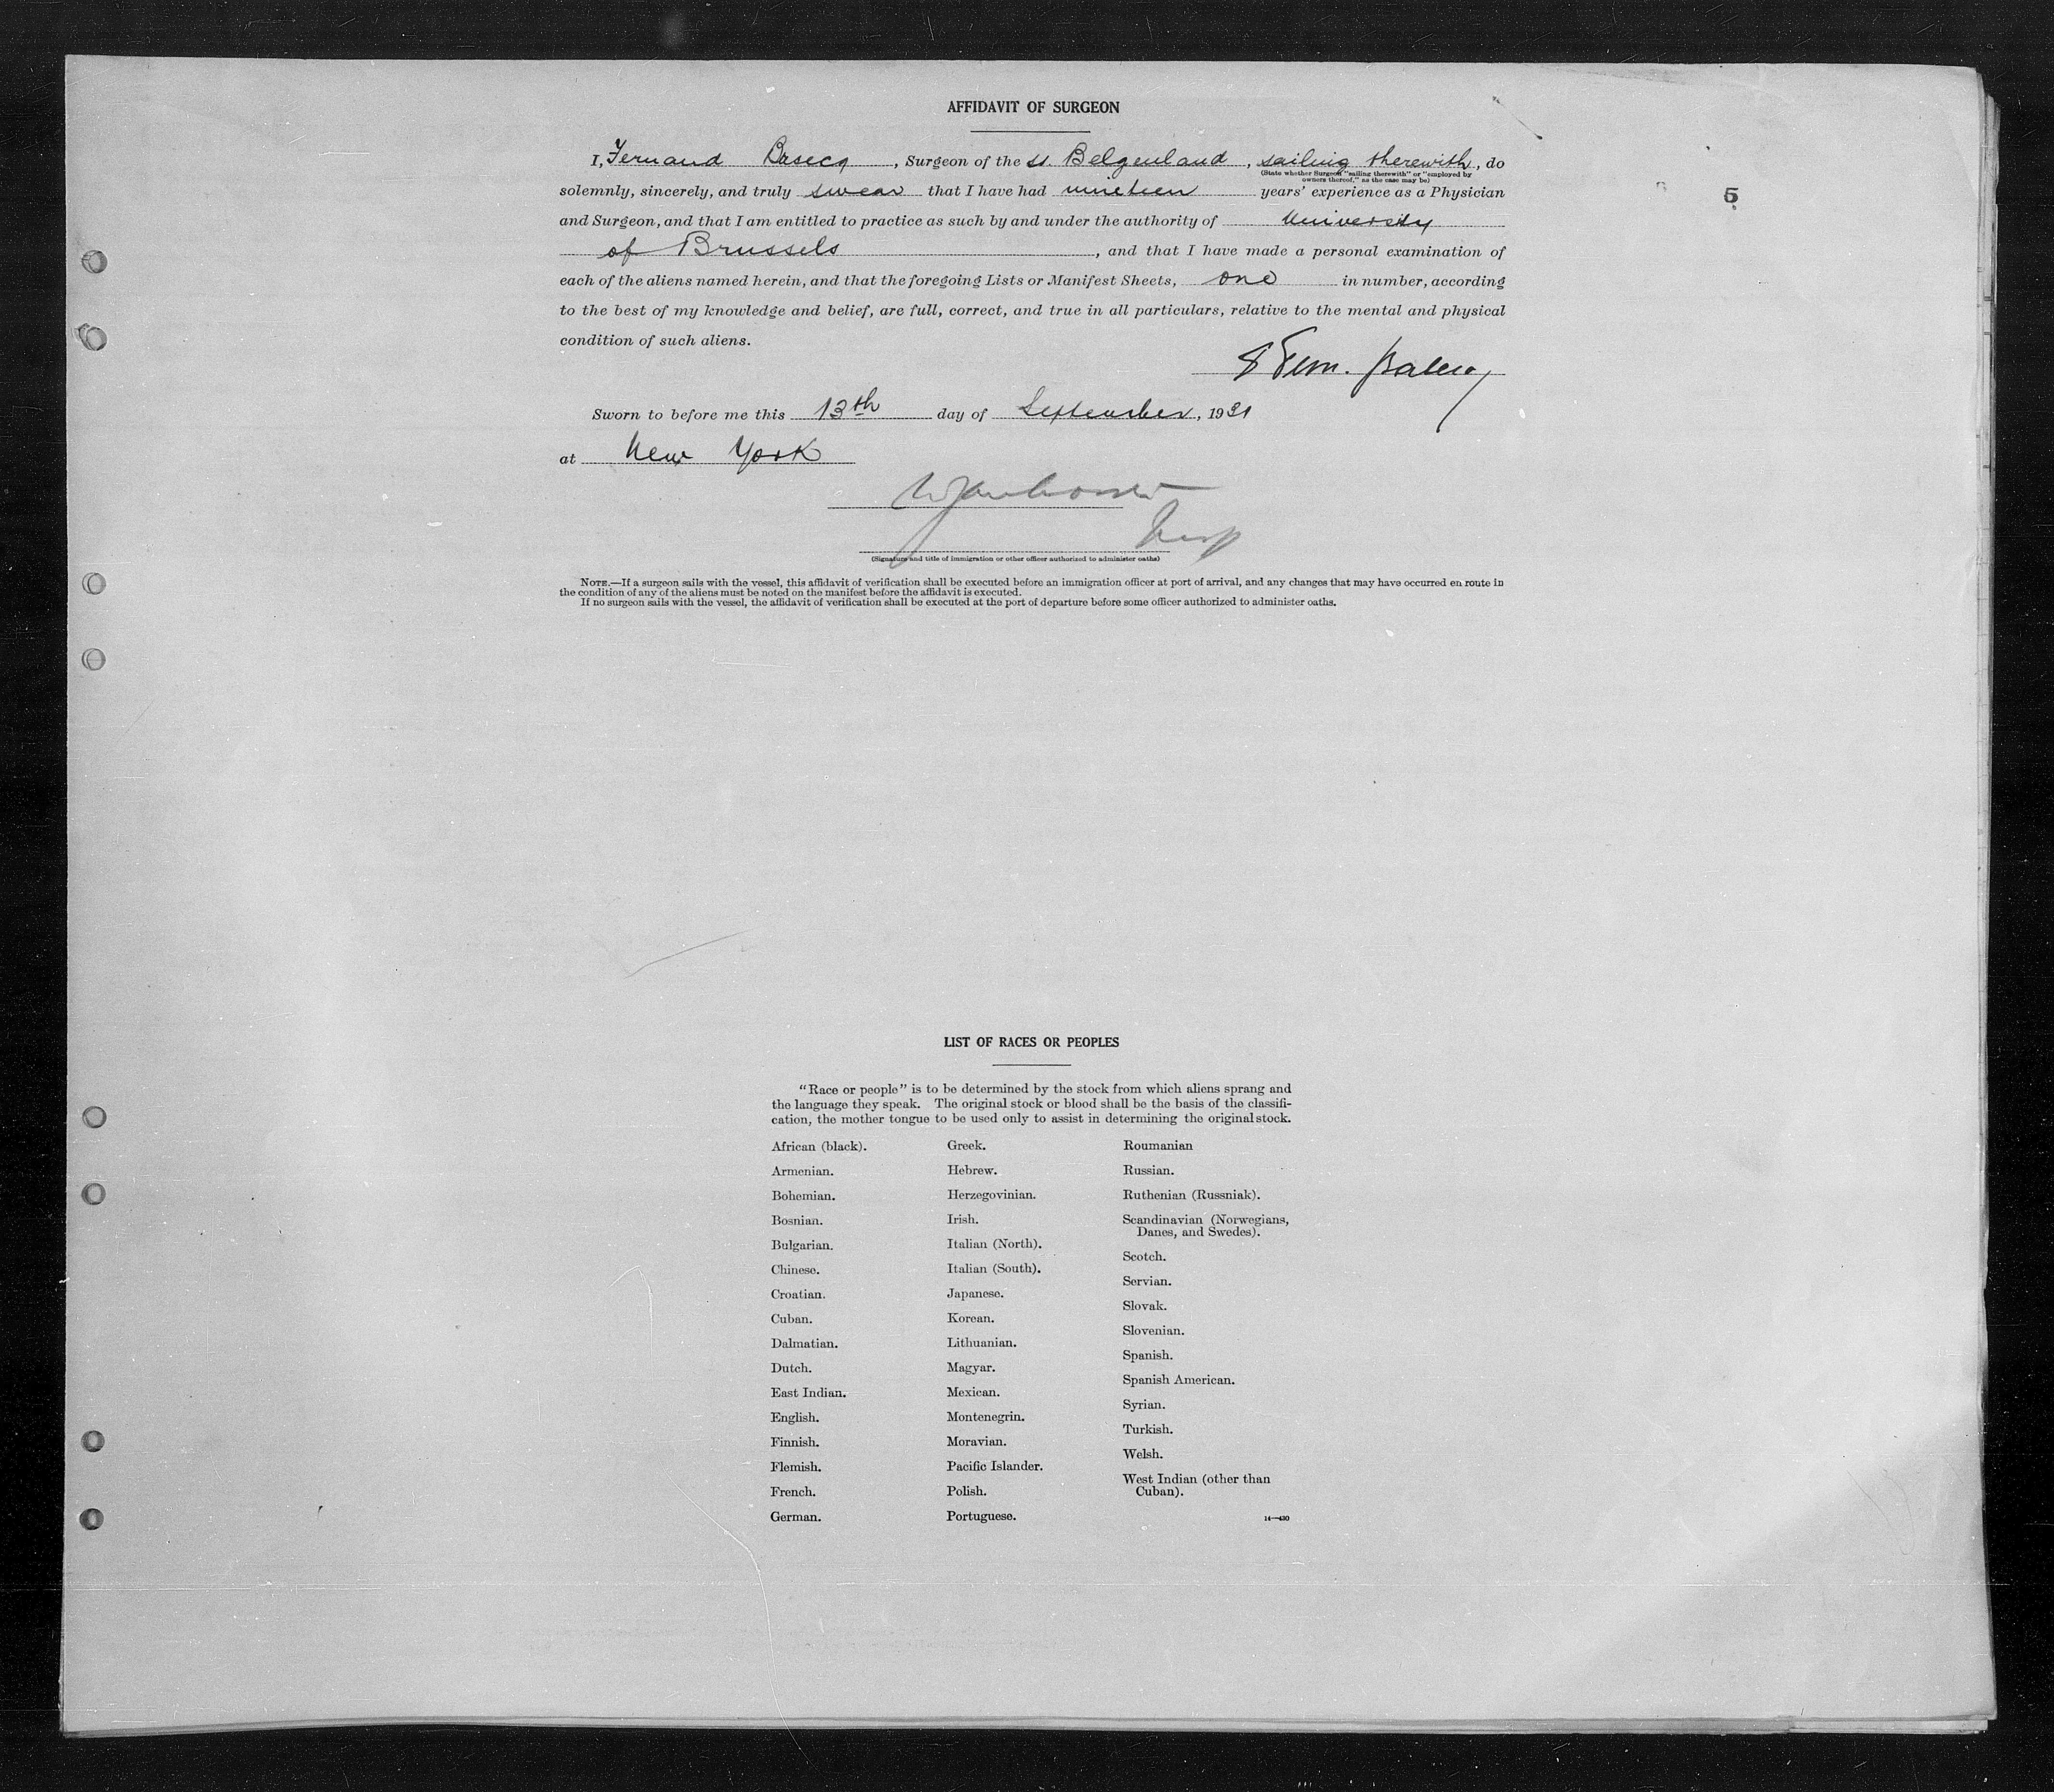 AFFIDAVIT OF SURGEON
I, Fernand , Surgeon of the ss. Belgenland, sailing therewith, do
(State whether Surgeon "sailing therewith" or "employed by
owners thereof," as the case may be)
solemnly, sincerely, and truly swear that I have had nineteen years' experience as a Physician
5
and Surgeon, and that I am entitled to practice as such by and under the authority of University
of Brussels, and that I have made a personal examination of
each of the aliens named herein, and that the foregoing Lists or Manifest Sheets, one in number, according
to the best of my knowledge and belief, are full, correct, and true in all particulars, relative to the mental and physical
condition of such aliens.
Sworn to before me this 13th day of September, 1931
at New York
(Signature and title of immigration or other officer authorized to administer oaths)
NOTE.—If a surgeon sails with the vessel, this affidavit of verification shall be executed before an immigration officer at port of arrival, and any changes that may have occurred en route in
the condition of any of the aliens must be noted on the manifest before the affidavit is executed.
If no surgeon sails with the vessel, the affidavit of verification shall be executed at the port of departure before some officer authorized to administer oaths.
LIST OF RACES OR PEOPLES
"Race or people" is to be determined by the stock from which aliens sprang and
the language they speak. The original stock or blood shall be the basis of the classifi-
cation, the mother tongue to be used only to assist in determining the original stock.
African (black).
Armenian.
Bohemian.
Bosnian.
Bulgarian.
Chinese.
Croatian.
Cuban.
Dalmatian.
Dutch.
East Indian.
English.
Finnish.
Flemish.
French.
German.
Greek.
Hebrew.
Herzegovinian.
Irish.
Italian (North).
Italian (South).
Japanese.
Korean.
Lithuanian.
Magyar.
Mexican.
Montenegrin.
Moravian.
Pacific Islander.
Polish.
Portuguese.
Roumanian
Russian.
Ruthenian (Russniak).
Scandinavian (Norwegians,
Danes, and Swedes).
Scotch.
Servian.
Slovak.
Slovenian.
Spanish.
Spanish American.
Syrian.
Turkish.
Welsh.
West Indian (other than
Cuban).
14—430